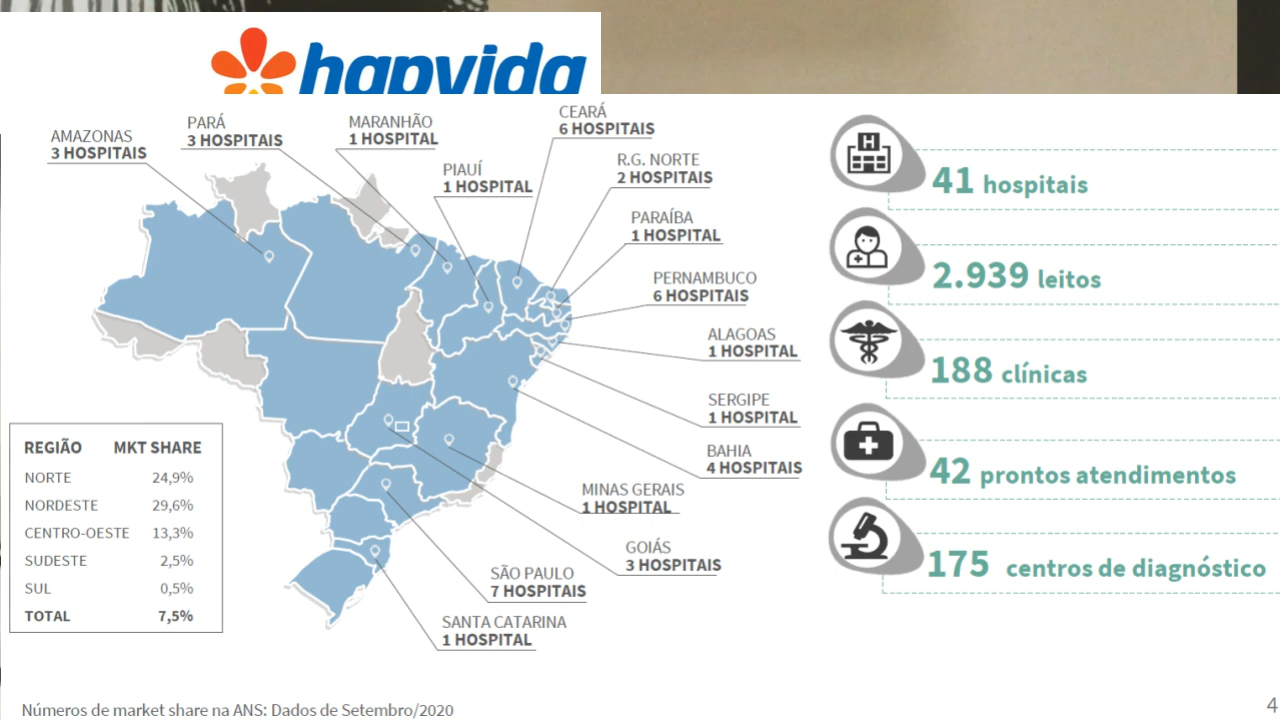 hapvida
AMAZONAS
3 HOSPITAIS
PARÁ
3 HOSPITAIS
MARANHÃO
1 HOSPITAL
PIAUÍ
1 HOSPITAL
CEARÁ
6 HOSPITAIS
R.G. NORTE
2 HOSPITAIS
PARAÍBA
1 HOSPITAL
PERNAMBUCO
6 HOSPITAIS
ALAGOAS
1 HOSPITAL
SERGIPE
1 HOSPITAL
BAHIA
4 HOSPITAIS
MINAS GERAIS
1 HOSPITAL
GOIÁS
3 HOSPITAIS
SÃO PAULO
7 HOSPITAIS
SANTA CATARINA
1 HOSPITAL
REGIÃO MKT SHARE
NORTE 24,9%
NORDESTE 29,6%
CENTRO-OESTE 13,3%
SUDESTE 2,5%
SUL 0,5%
TOTAL 7,5%
H
41 hospitais
2.939 leitos
188 clínicas
42 prontos atendimentos
175 centros de diagnóstico
Números de market share na ANS: Dados de Setembro/2020
4